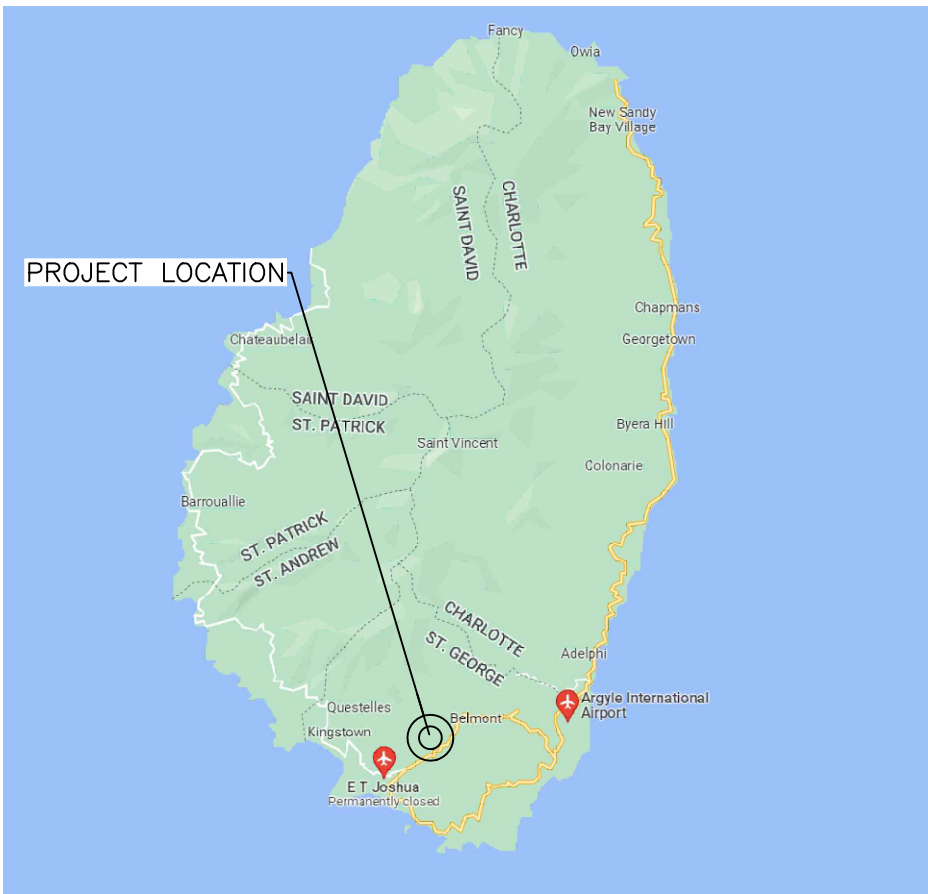 Fancy
Owia
New Sandy
Bay Village
SAINT DAVID
CHARLOTTE
PROJECT LOCATION
Chapmans
Chateaubelair
Georgetown
SAINT DAVID
ST. PATRICK
Byera Hill
Saint Vincent
Colonarie
Barrouallie
ST. PATRICK
ST. ANDREW
CHARLOTTE
ST. GEORGE
Adelphi
Argyle International
Airport
Questelles
Belmont
Kingstown
E T Joshua
Permanently closed